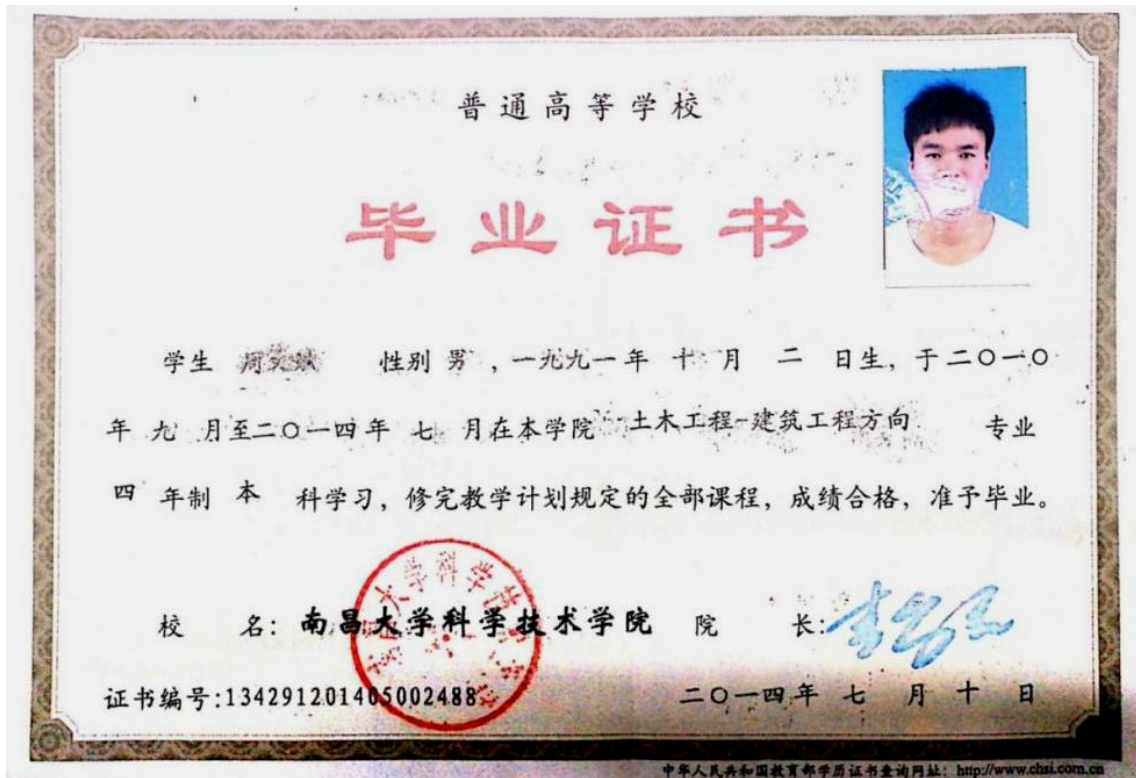 普通高等学校
毕业证书
学生 周 性别 男 ,一九九一年 十 月 二 日生, 于二〇一〇
年 九 月至二〇一四年 七 月在本学院 土木工程-建筑工程方向 专业
四 年制 本 科学习, 修完教学计划规定的全部课程, 成绩合格, 准予毕业。
校 名: 南昌大学科学技术学院 院 长:
证书编号:134291201405002488 二〇一四年 七 月 十 日
中华人民共和国教育部学历证书查询网址: http://www.chsi.com.cn